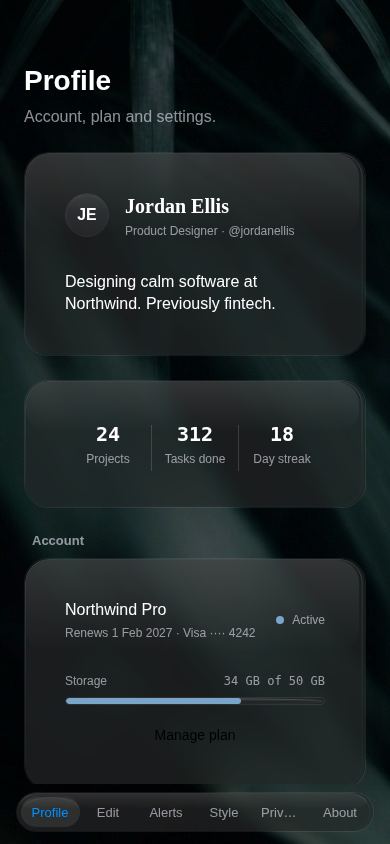 Profile
Account, plan and settings.
JE
Jordan Ellis
Product Designer · @jordanellis
Designing calm software at
Northwind. Previously fintech.
24 312 18
Projects Tasks done Day streak
Account
Northwind Pro
Active
Renews 1 Feb 2027 · Visa ···· 4242
Storage 34 GB of 50 GB
Manage plan
Profile Edit Alerts Style Priv… About